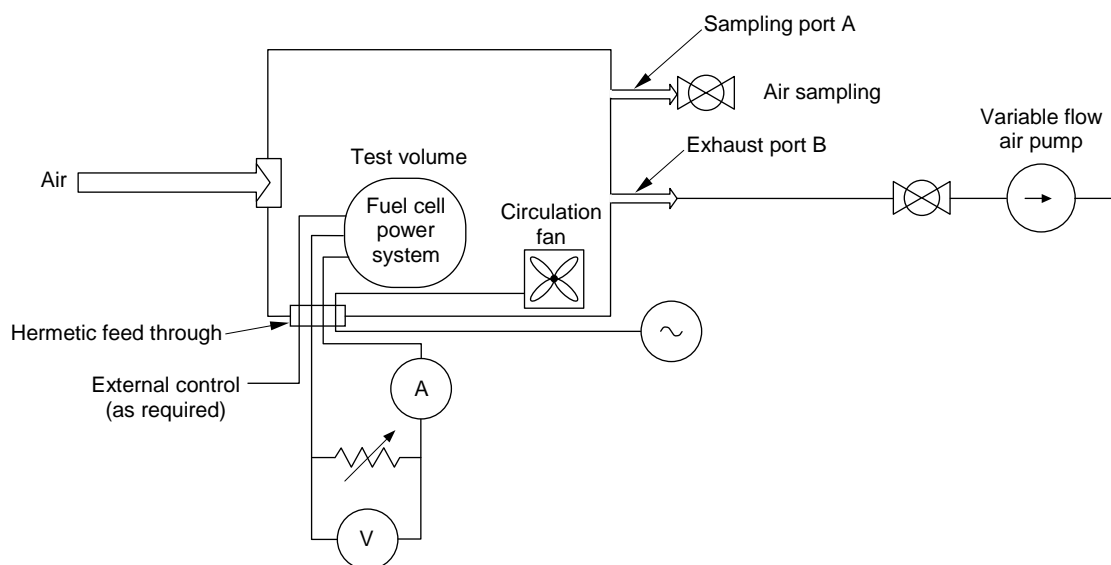 Sampling port A
Air sampling
Variable flow
air pump
Exhaust port B
Test volume
Air
Fuel cell
power
system
Circulation
fan
Hermetic feed through
External control
(as required)
A
V